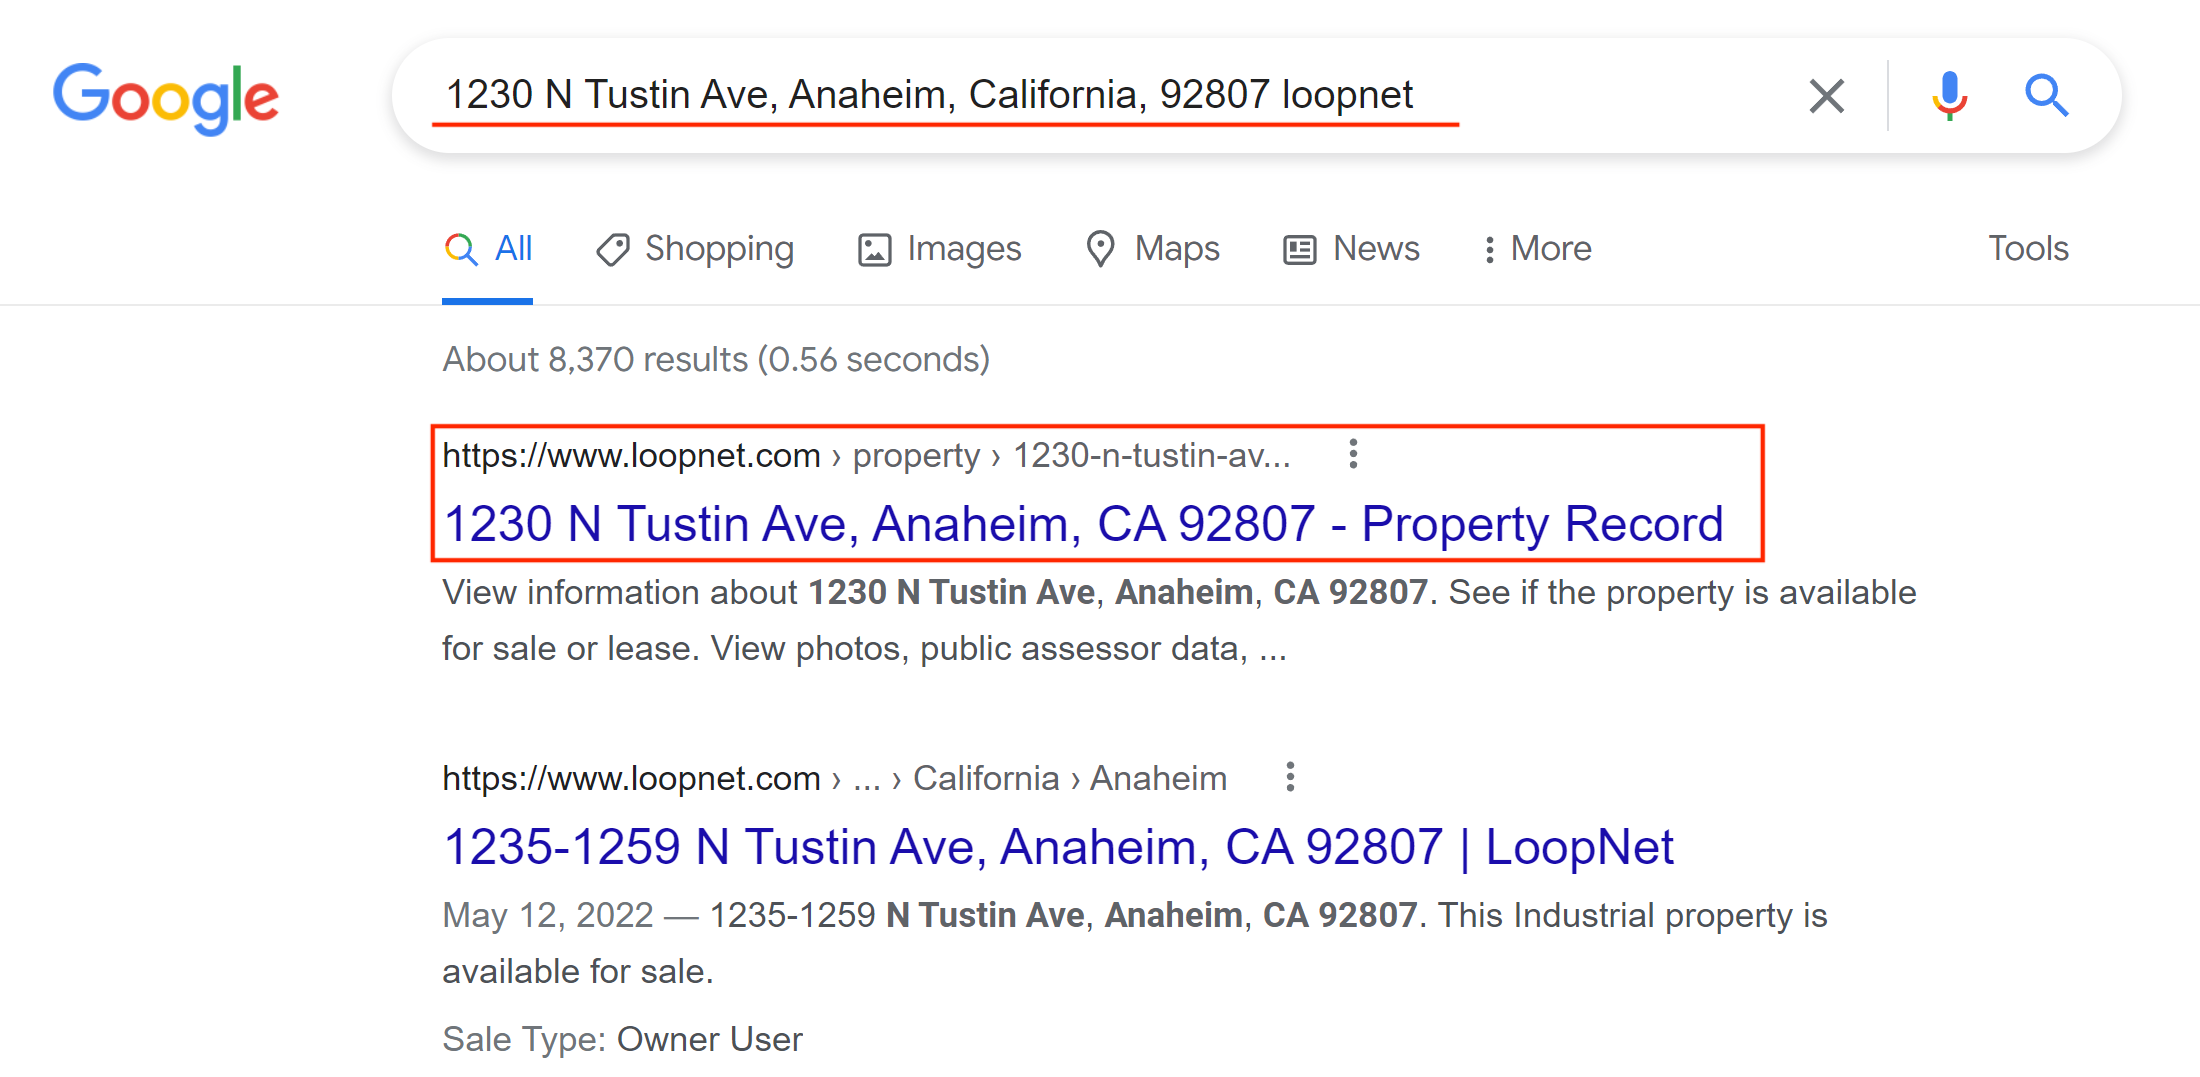 Google
1230 N Tustin Ave, Anaheim, California, 92807 loopnet
All Shopping Images Maps News More Tools
About 8,370 results (0.56 seconds)
https://www.loopnet.com › property › 1230-n-tustin-av...
1230 N Tustin Ave, Anaheim, CA 92807 - Property Record
View information about 1230 N Tustin Ave, Anaheim, CA 92807. See if the property is available
for sale or lease. View photos, public assessor data, ...
https://www.loopnet.com › ... › California › Anaheim
1235-1259 N Tustin Ave, Anaheim, CA 92807 | LoopNet
May 12, 2022 — 1235-1259 N Tustin Ave, Anaheim, CA 92807. This Industrial property is
available for sale.
Sale Type: Owner User